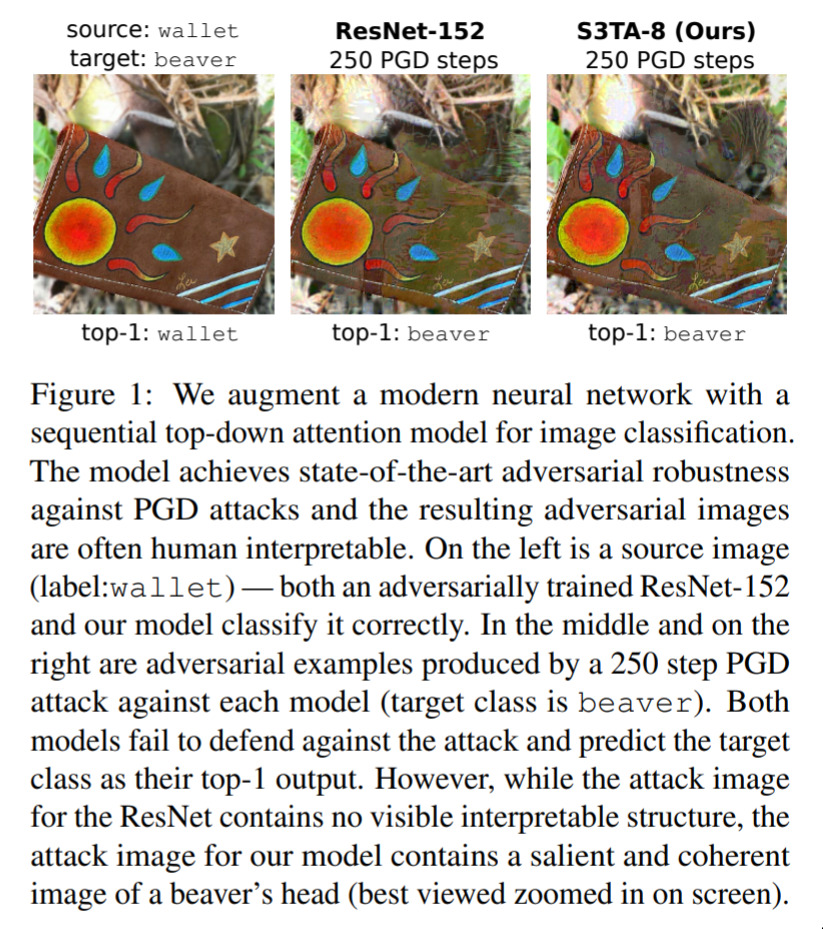 source: wallet
target: beaver
ResNet-152
250 PGD steps
S3TA-8 (Ours)
250 PGD steps
top-1: wallet
top-1: beaver
top-1: beaver
Figure 1: We augment a modern neural network with a
sequential top-down attention model for image classification.
The model achieves state-of-the-art adversarial robustness
against PGD attacks and the resulting adversarial images
are often human interpretable. On the left is a source image
(label:wallet) — both an adversarially trained ResNet-152
and our model classify it correctly. In the middle and on the
right are adversarial examples produced by a 250 step PGD
attack against each model (target class is beaver). Both
models fail to defend against the attack and predict the target
class as their top-1 output. However, while the attack image
for the ResNet contains no visible interpretable structure, the
attack image for our model contains a salient and coherent
image of a beaver's head (best viewed zoomed in on screen).